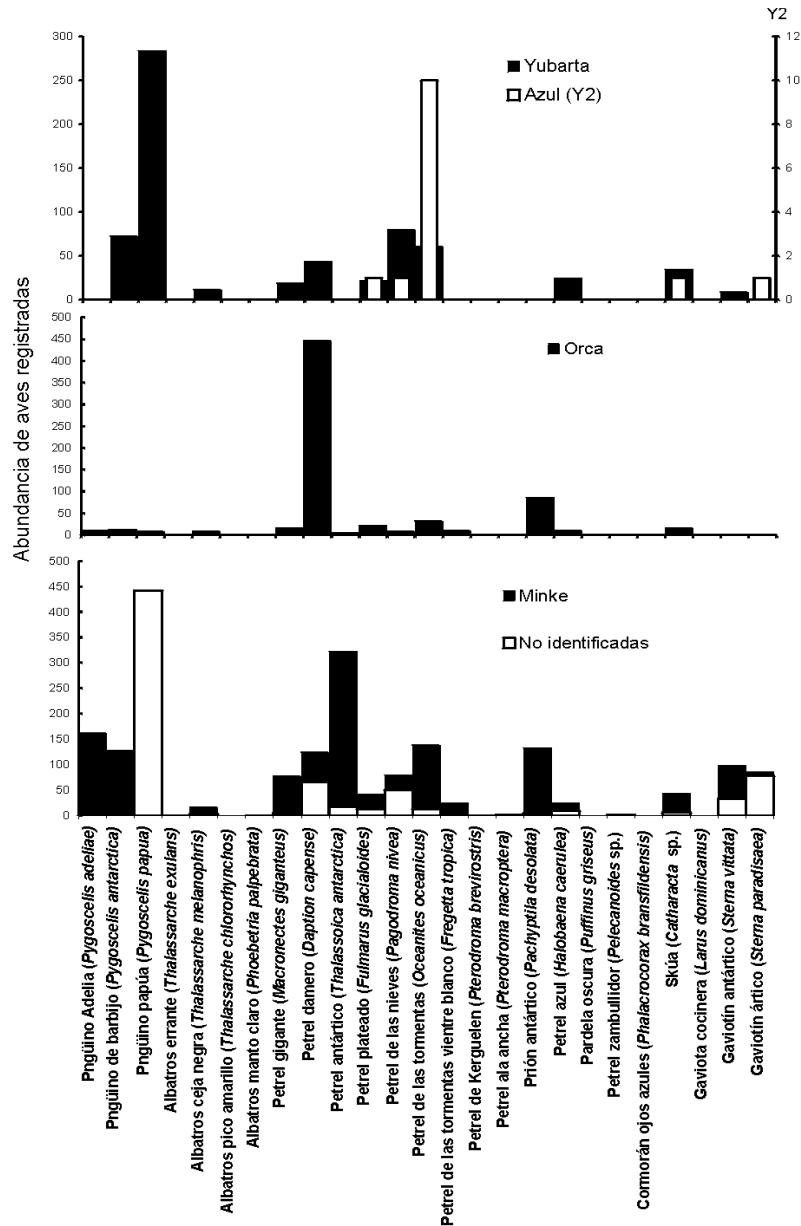 Y2
300
250
200
150
100
50
0
12
10
8
6
4
2
0
Yubarta
Azul (Y2)
Abundancia de aves registradas
500
450
400
350
300
250
200
150
100
50
0
Orca
500
450
400
350
300
250
200
150
100
50
0
Minke
No identificadas
Pngüino Adelia (Pygoscelis adeliae)
Pngüino de barbijo (Pygoscelis antarctica)
Pngüino papúa (Pygoscelis papua)
Albatros errante (Thalassarche exulans)
Albatros ceja negra (Thalassarche melanophris)
Albatros pico amarillo (Thalassarche chlororhynchos)
Albatros manto claro (Phoebetria palpebrata)
Petrel gigante (Macronectes giganteus)
Petrel damero (Daption capense)
Petrel antártico (Thalassoica antarctica)
Petrel plateado (Fulmarus glacialoides)
Petrel de las nieves (Pagodroma nivea)
Petrel de las tormentas (Oceanites oceanicus)
Petrel de las tormentas vientre blanco (Fregetta tropica)
Petrel de Kerguelen (Pterodroma brevirostris)
Petrel ala ancha (Pterodroma macroptera)
Prión antártico (Pachyptila desolata)
Petrel azul (Halobaena caerulea)
Pardela oscura (Puffinus griseus)
Petrel zambullidor (Pelecanoides sp.)
Cormorán ojos azules (Phalacrocorax bransfildensis)
Skúa (Catharacta sp.)
Gaviota cocinera (Larus dominicanus)
Gaviotín antártico (Sterna vittata)
Gaviotín ártico (Sterna paradisaea)